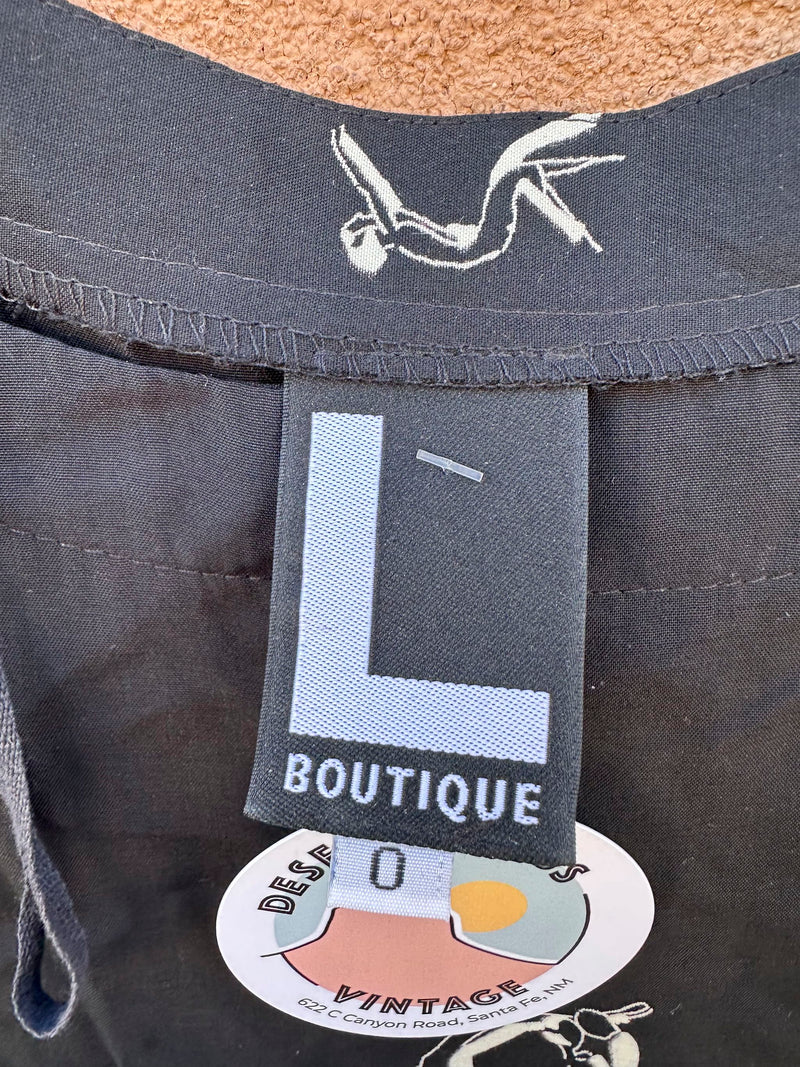 L
BOUTIQUE
0
VINTAGE
622 C Canyon Road, Santa Fe, NM